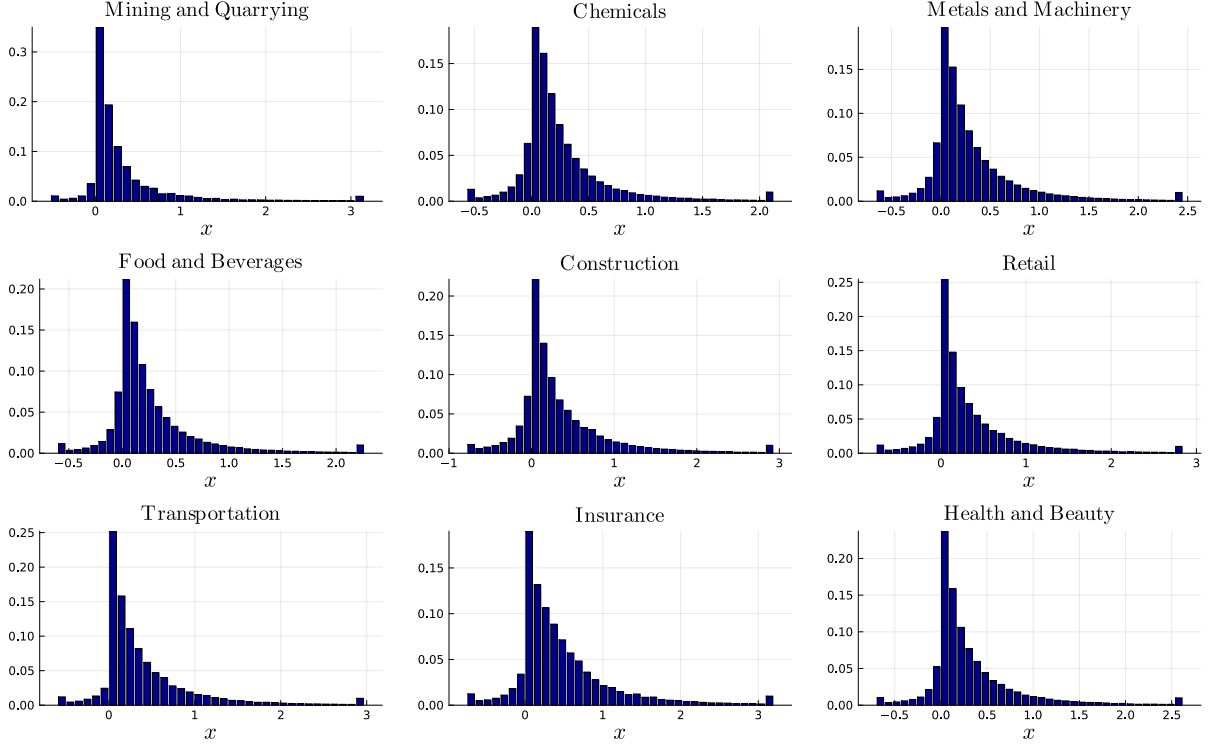 Mining and Quarrying
0.3
0.2
0.1
0.0
0 1 2 3
x
Chemicals
0.15
0.10
0.05
0.00
-0.5 0.0 0.5 1.0 1.5 2.0
x
Metals and Machinery
0.15
0.10
0.05
0.00
-0.5 0.0 0.5 1.0 1.5 2.0 2.5
x
Food and Beverages
0.20
0.15
0.10
0.05
0.00
-0.5 0.0 0.5 1.0 1.5 2.0
x
Construction
0.20
0.15
0.10
0.05
0.00
-1 0 1 2 3
x
Retail
0.25
0.20
0.15
0.10
0.05
0.00
0 1 2 3
x
Transportation
0.25
0.20
0.15
0.10
0.05
0.00
0 1 2 3
x
Insurance
0.15
0.10
0.05
0.00
0 1 2 3
x
Health and Beauty
0.20
0.15
0.10
0.05
0.00
-0.5 0.0 0.5 1.0 1.5 2.0 2.5
x